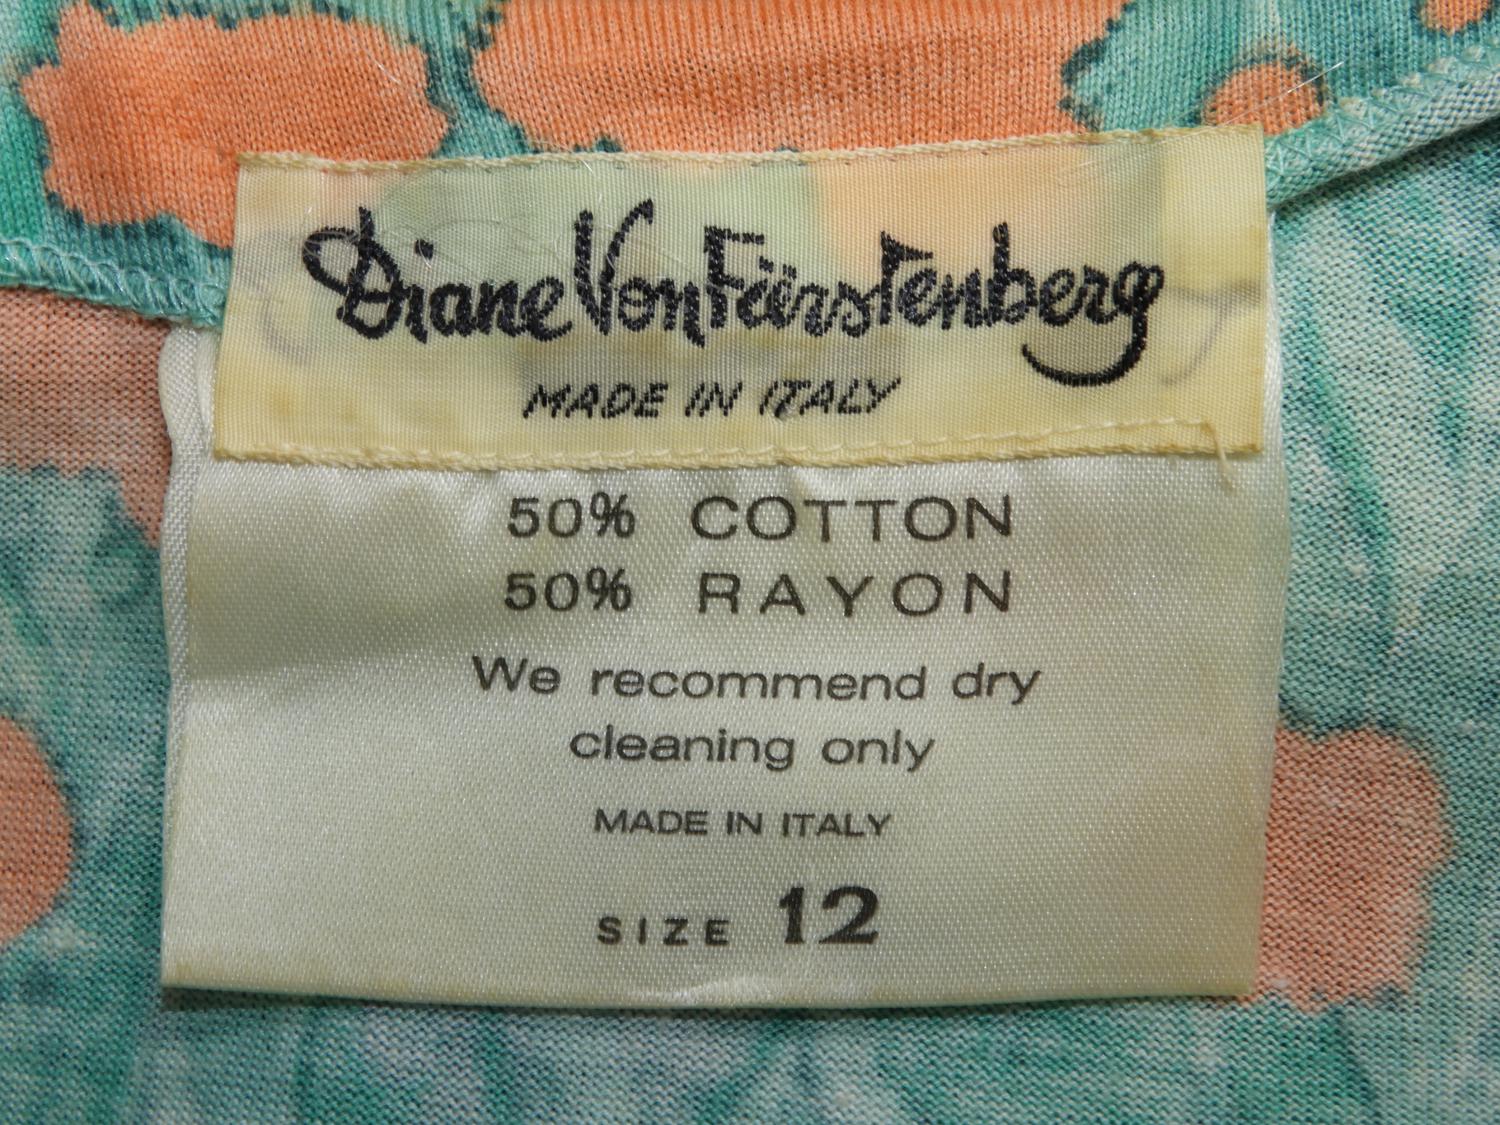 Diane Von Fürstenberg
MADE IN ITALY
50% COTTON
50% RAYON
We recommend dry
cleaning only
MADE IN ITALY
SIZE 12